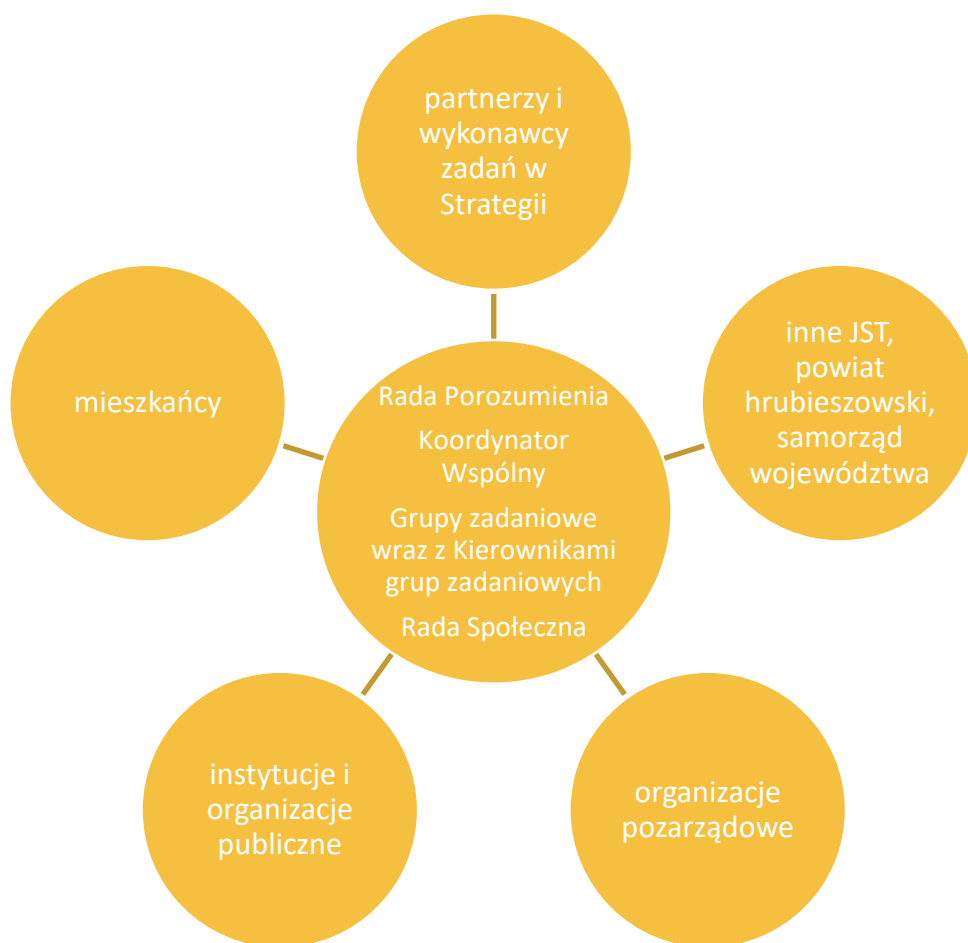 partnerzy i
wykonawcy
zadań w
Strategii
inne JST,
powiat
hrubieszowski,
samorząd
województwa
mieszkańcy
Rada Porozumienia
Koordynator
Wspólny
Grupy zadaniowe
wraz z Kierownikami
grup zadaniowych
Rada Społeczna
instytucje i
organizacje
publiczne
organizacje
pozarządowe